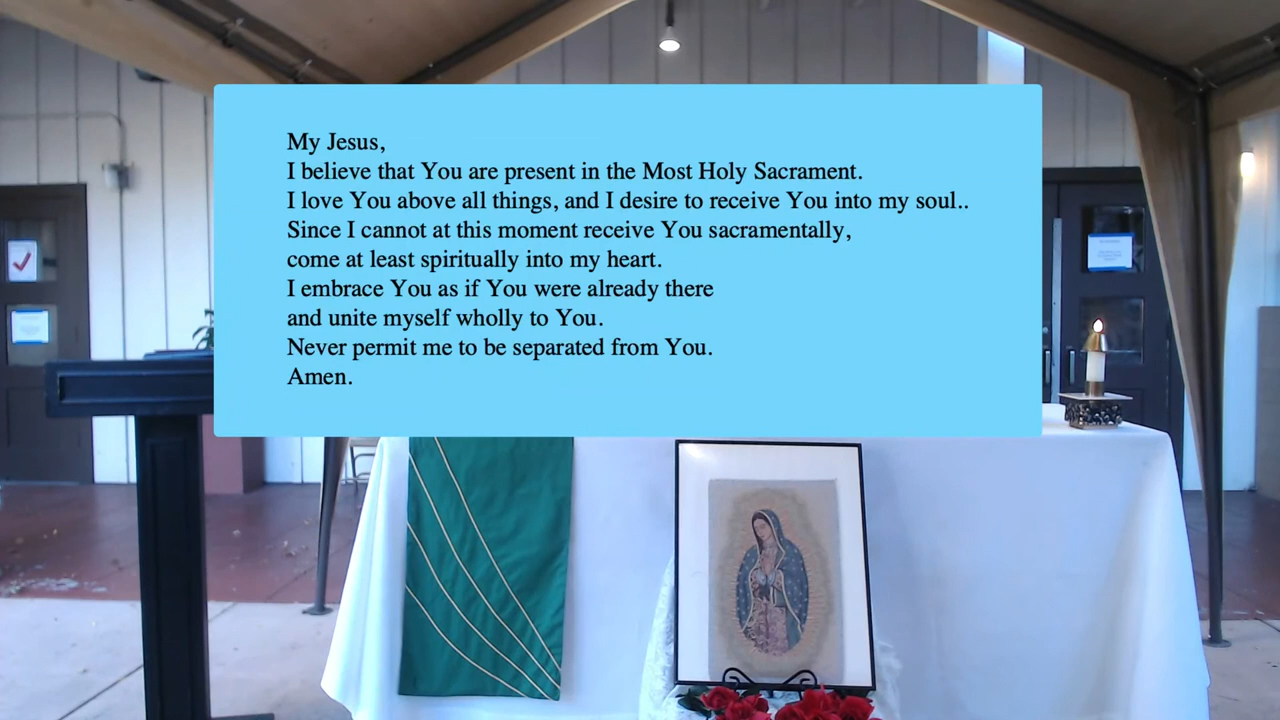 My Jesus,
I believe that You are present in the Most Holy Sacrament.
I love You above all things, and I desire to receive You into my soul..
Since I cannot at this moment receive You sacramentally,
come at least spiritually into my heart.
I embrace You as if You were already there
and unite myself wholly to You.
Never permit me to be separated from You.
Amen.